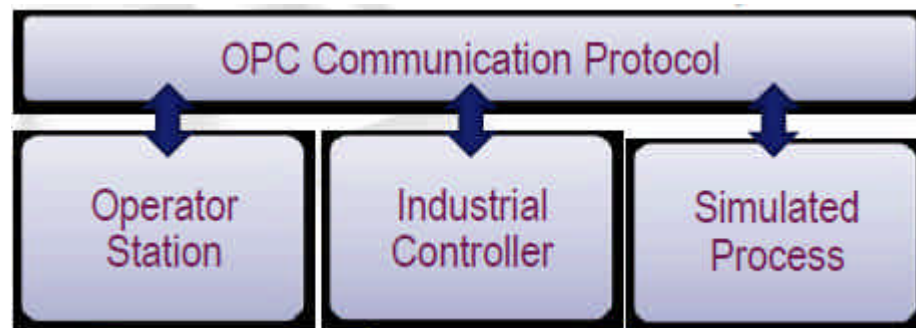 OPC Communication Protocol
Operator
Station
Industrial
Controller
Simulated
Process